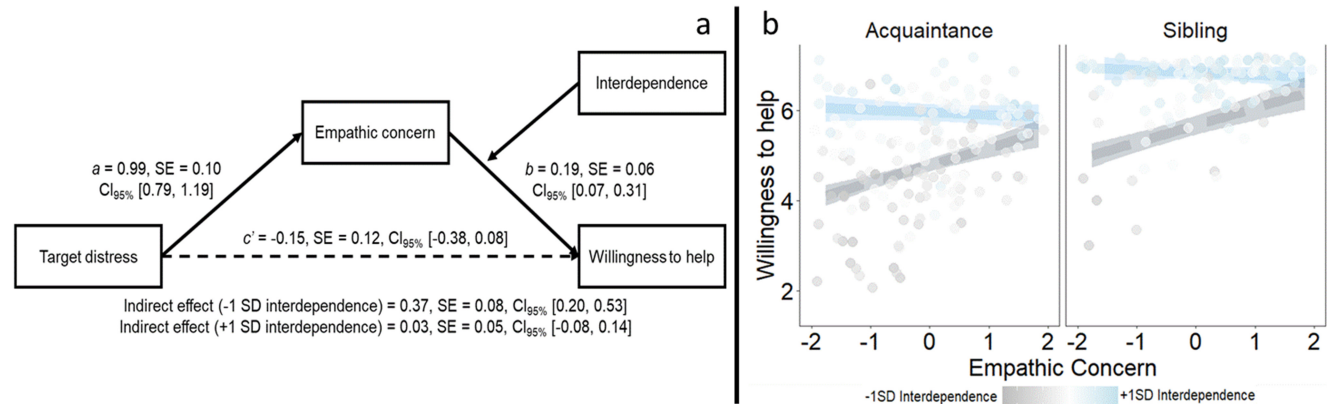 a
Interdependence
Empathic concern
a = 0.99, SE = 0.10
CI95% [0.79, 1.19]
b = 0.19, SE = 0.06
CI95% [0.07, 0.31]
c' = -0.15, SE = 0.12, CI95% [-0.38, 0.08]
Target distress
Willingness to help
Indirect effect (-1 SD interdependence) = 0.37, SE = 0.08, CI95% [0.20, 0.53]
Indirect effect (+1 SD interdependence) = 0.03, SE = 0.05, CI95% [-0.08, 0.14]
b
Acquaintance
Sibling
Willingness to help
6
4
2
-2 -1 0 1 2
-2 -1 0 1 2
Empathic Concern
-1SD Interdependence
+1SD Interdependence